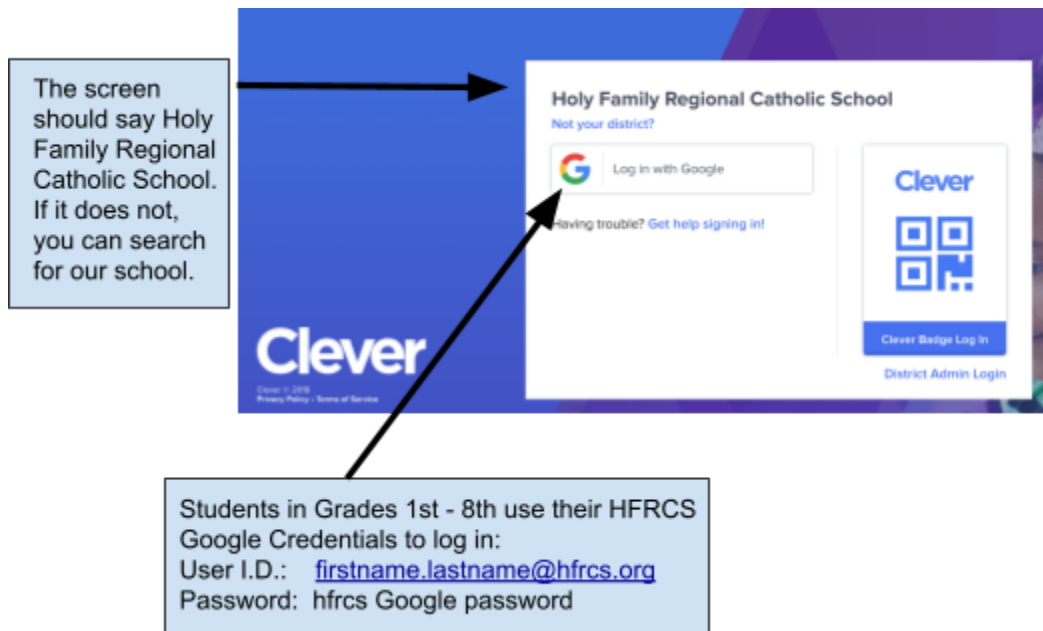 The screen
should say Holy
Family Regional
Catholic School.
If it does not,
you can search
for our school.
Holy Family Regional Catholic School
Not your district?
Log in with Google
Having trouble? Get help signing in!
Clever
Clever Badge Log In
District Admin Login
Clever
Clever © 2019
Privacy Policy - Terms of Service
Students in Grades 1st - 8th use their HFRCS
Google Credentials to log in:
User I.D.: firstname.lastname@hfrcs.org
Password: hfrcs Google password